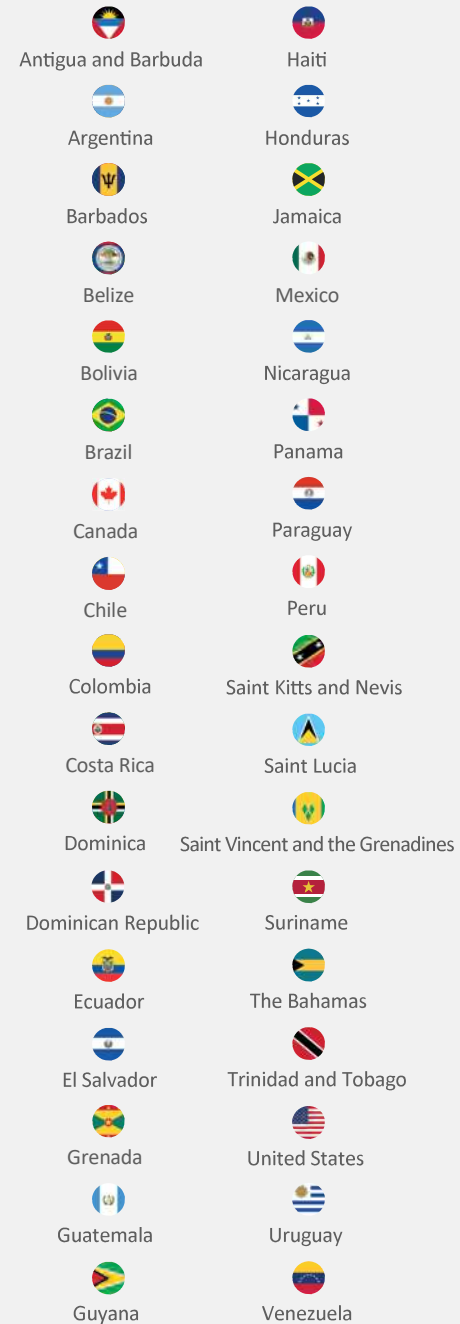 Antigua and Barbuda
Argentina
Barbados
Belize
Bolivia
Brazil
Canada
Chile
Colombia
Costa Rica
Dominica
Dominican Republic
Ecuador
El Salvador
Grenada
Guatemala
Guyana
Haiti
Honduras
Jamaica
Mexico
Nicaragua
Panama
Paraguay
Peru
Saint Kitts and Nevis
Saint Lucia
Saint Vincent and the Grenadines
Suriname
The Bahamas
Trinidad and Tobago
United States
Uruguay
Venezuela